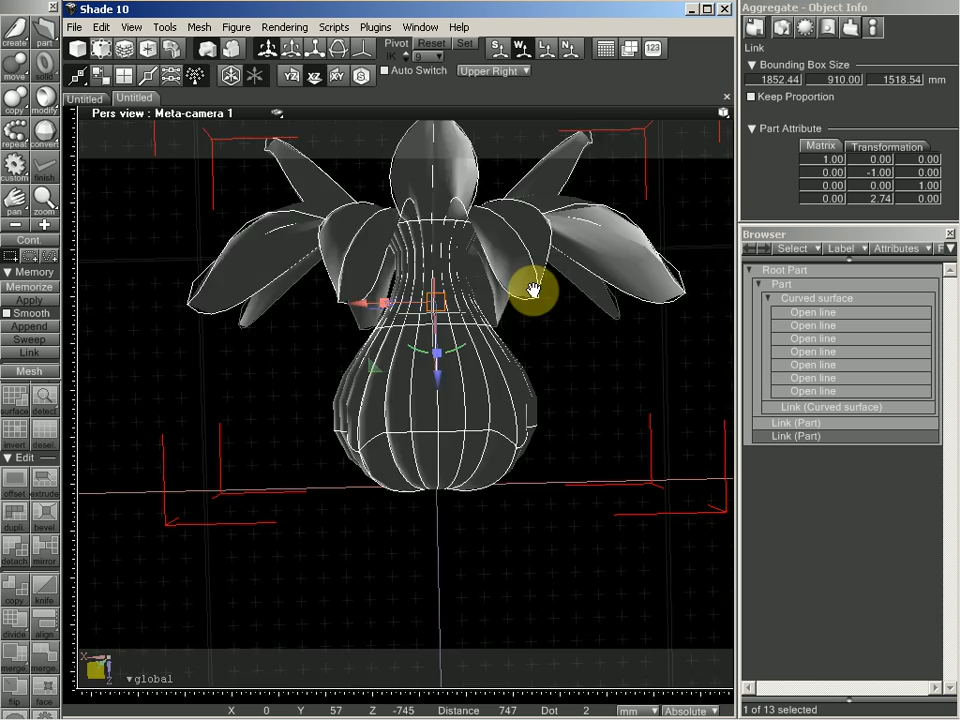 Shade 10
File Edit View Tools Mesh Figure Rendering Scripts Plugins Window Help
Pivot Reset Set
IK 9
Auto Switch Upper Right
Untitled Untitled
Pers view : Meta-camera 1
create part
move solid
copy modify
repeat convert
custom finish
pan zoom
Cont.
Memory
Memorize
Apply
Smooth
Append
Sweep
Link
Mesh
surface detect
invert desel.
Edit
offset extrude
dupli. bevel
detach mirror
copy knife
divide align
merge. merge.
flip face
global
X 0 Y 57 Z -745 Distance 747 Dot 2 mm Absolute
Aggregate - Object Info
Link
Bounding Box Size
1852.44 910.00 1518.54 mm
Keep Proportion
Part Attribute
Matrix Transformation
1.00 0.00 0.00
0.00 -1.00 0.00
0.00 0.00 1.00
0.00 2.74 0.00
Browser
Select Label Attributes F
Root Part
Part
Curved surface
Open line
Open line
Open line
Open line
Open line
Open line
Open line
Link (Curved surface)
Link (Part)
Link (Part)
1 of 13 selected